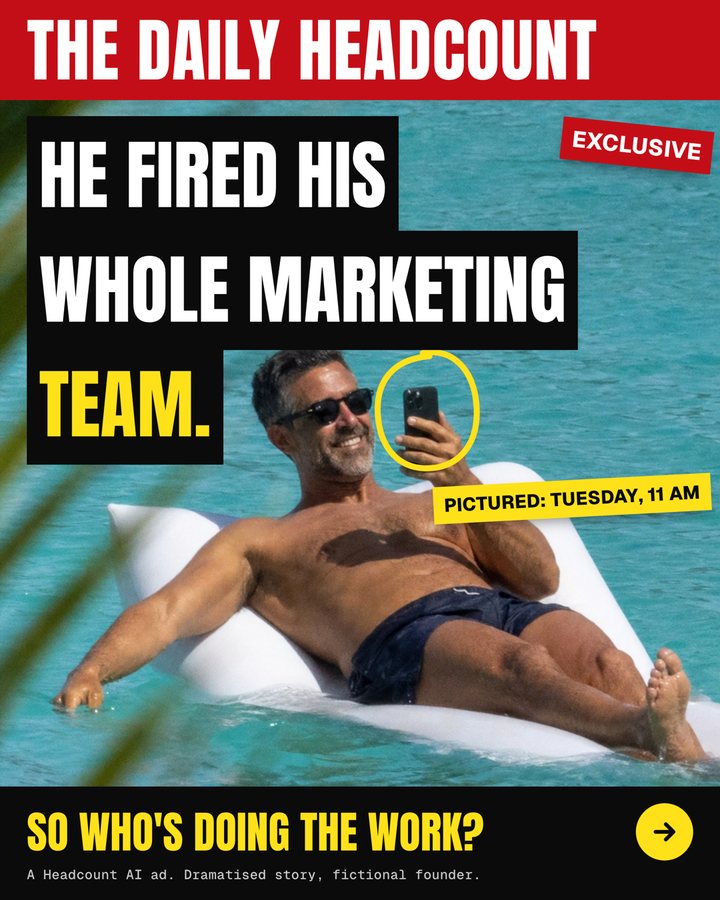 THE DAILY HEADCOUNT
EXCLUSIVE
HE FIRED HIS
WHOLE MARKETING
TEAM.
PICTURED: TUESDAY, 11 AM
SO WHO'S DOING THE WORK?
A Headcount AI ad. Dramatised story, fictional founder.